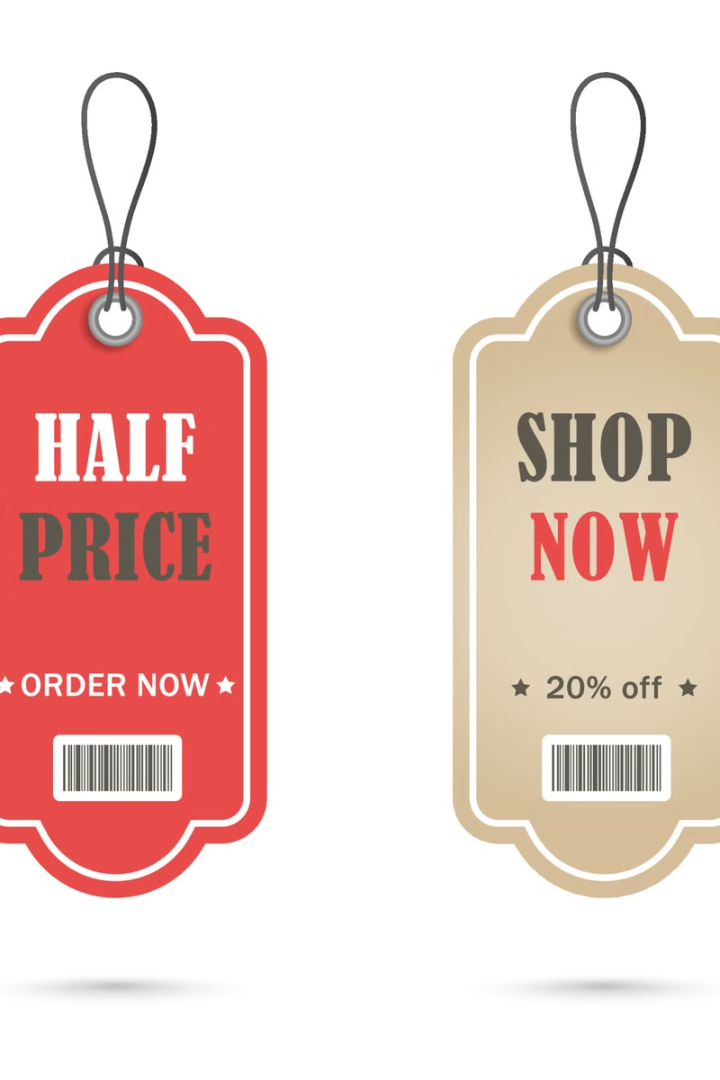 HALF
PRICE
★ORDER NOW★
SHOP
NOW
★ 20% off ★